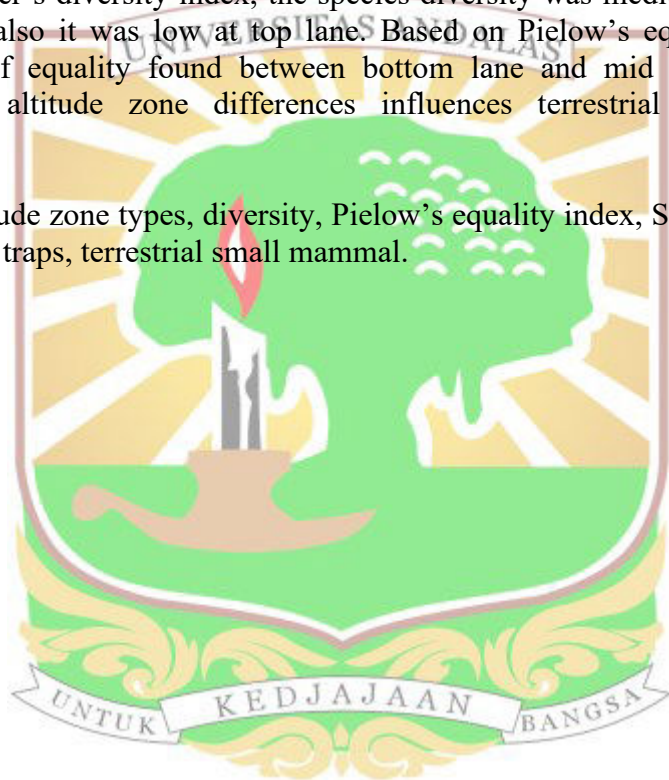 er's diversity index, the species diversity was medi
also it was low at top lane. Based on Pielow's equ
f equality found between bottom lane and mid
altitude zone differences influences terrestrial
ude zone types, diversity, Pielow's equality index, S
traps, terrestrial small mammal.
UNIVERSITAS ANDALAS
UNTUK KEDJAJAAN BANGSA